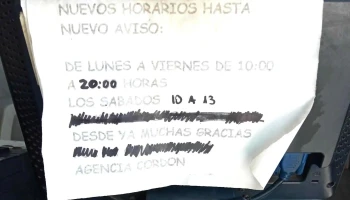 NUEVOS HORARIOS HASTA
NUEVO AVISO:
DE LUNES A VIERNES DE 10:00
A 20:00 HORAS
LOS SABADOS 10 A 13
DESDE YA MUCHAS GRACIAS
AGENCIA CORDON